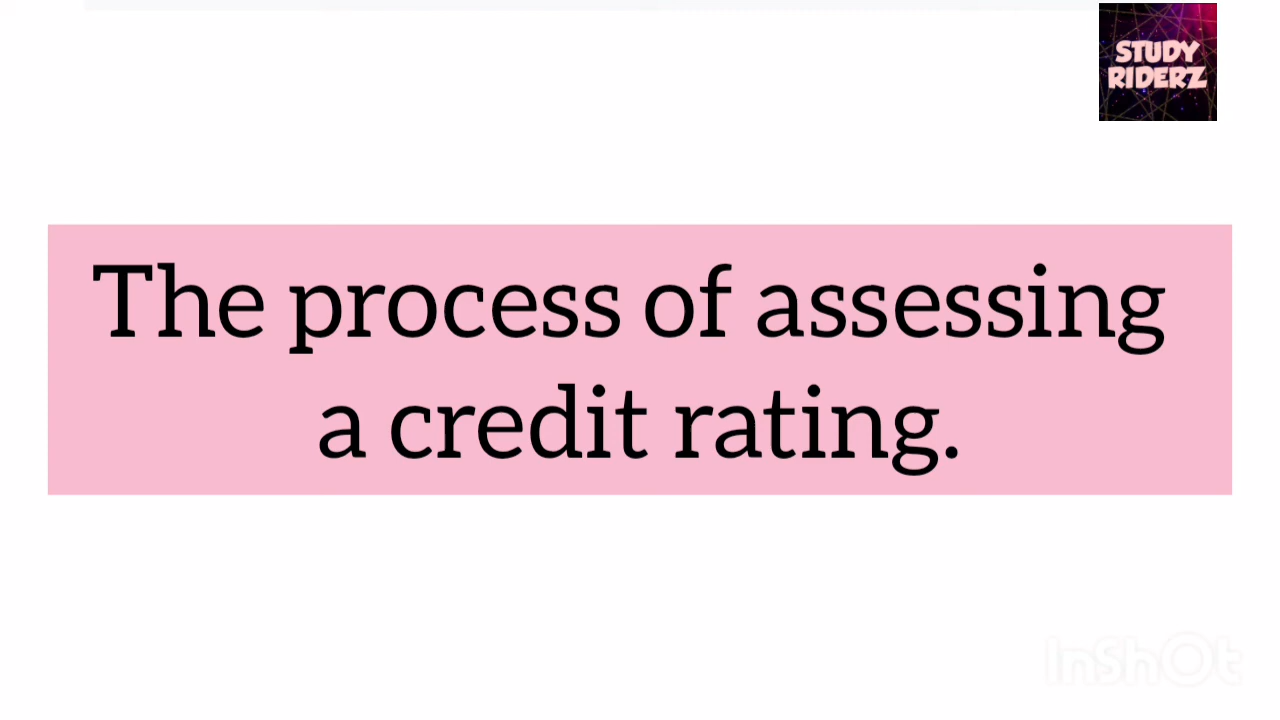 STUDY
RIDERZ
The process of assessing
a credit rating.
InShOt